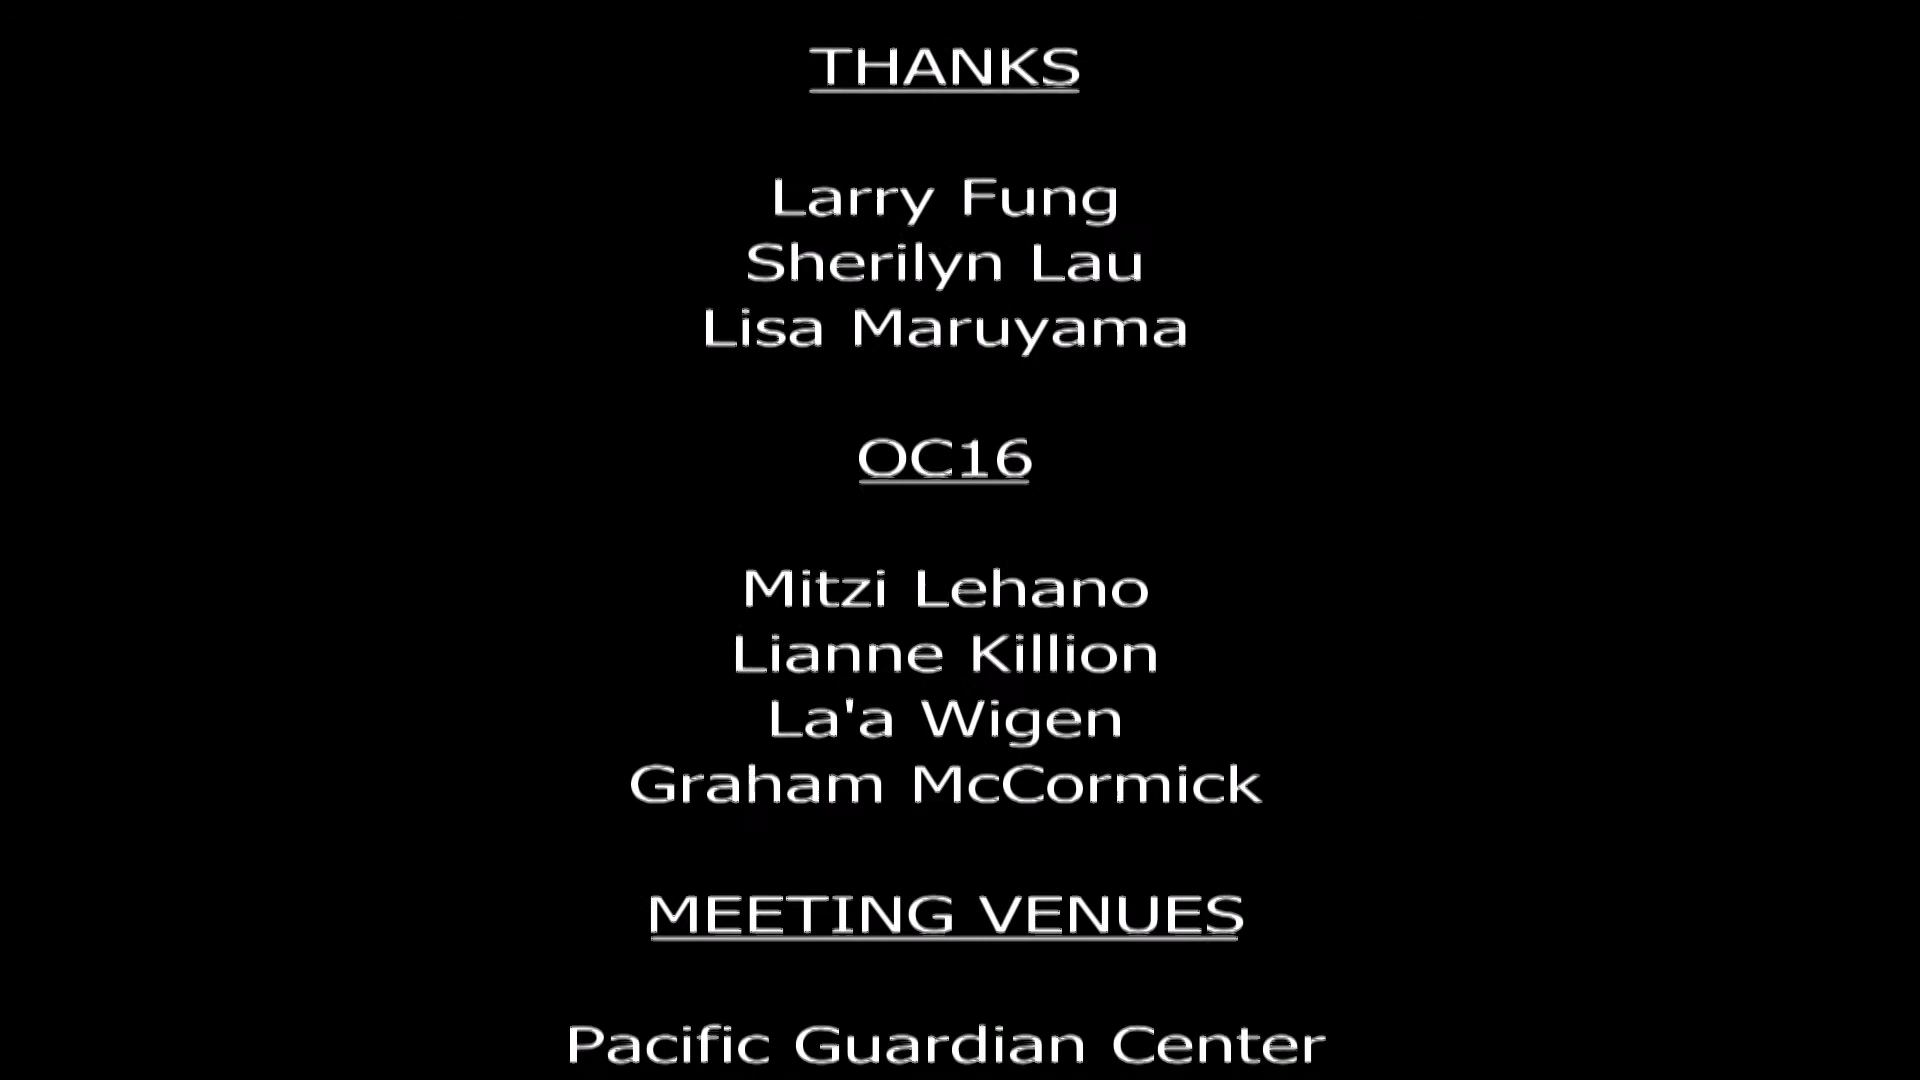 THANKS
Larry Fung
Sherilyn Lau
Lisa Maruyama
OC16
Mitzi Lehano
Lianne Killion
La'a Wigen
Graham McCormick
MEETING VENUES
Pacific Guardian Center